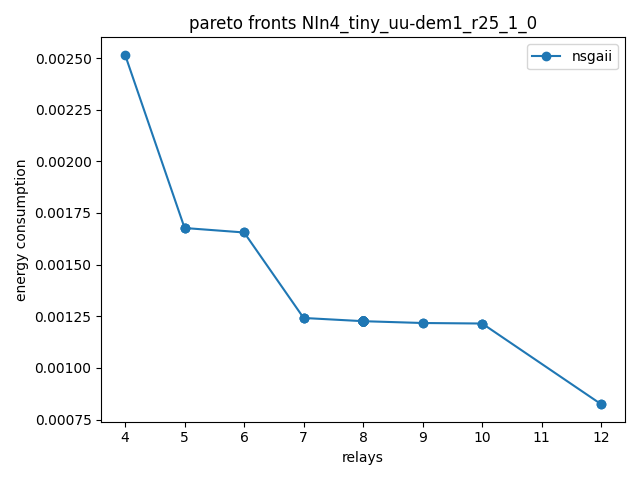 pareto fronts NIn4_tiny_uu-dem1_r25_1_0
nsgaii
energy consumption
0.00250
0.00225
0.00200
0.00175
0.00150
0.00125
0.00100
0.00075
4 5 6 7 8 9 10 11 12
relays